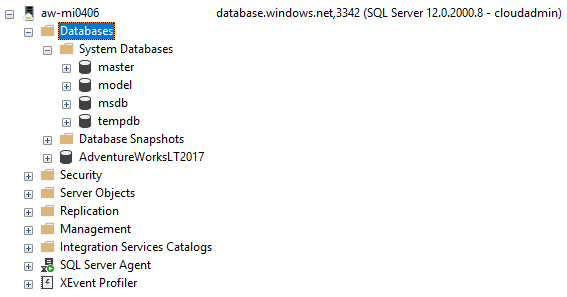 aw-mi0406 database.windows.net,3342 (SQL Server 12.0.2000.8 - cloudadmin)
Databases
System Databases
master
model
msdb
tempdb
Database Snapshots
AdventureWorksLT2017
Security
Server Objects
Replication
Management
Integration Services Catalogs
SQL Server Agent
XEvent Profiler